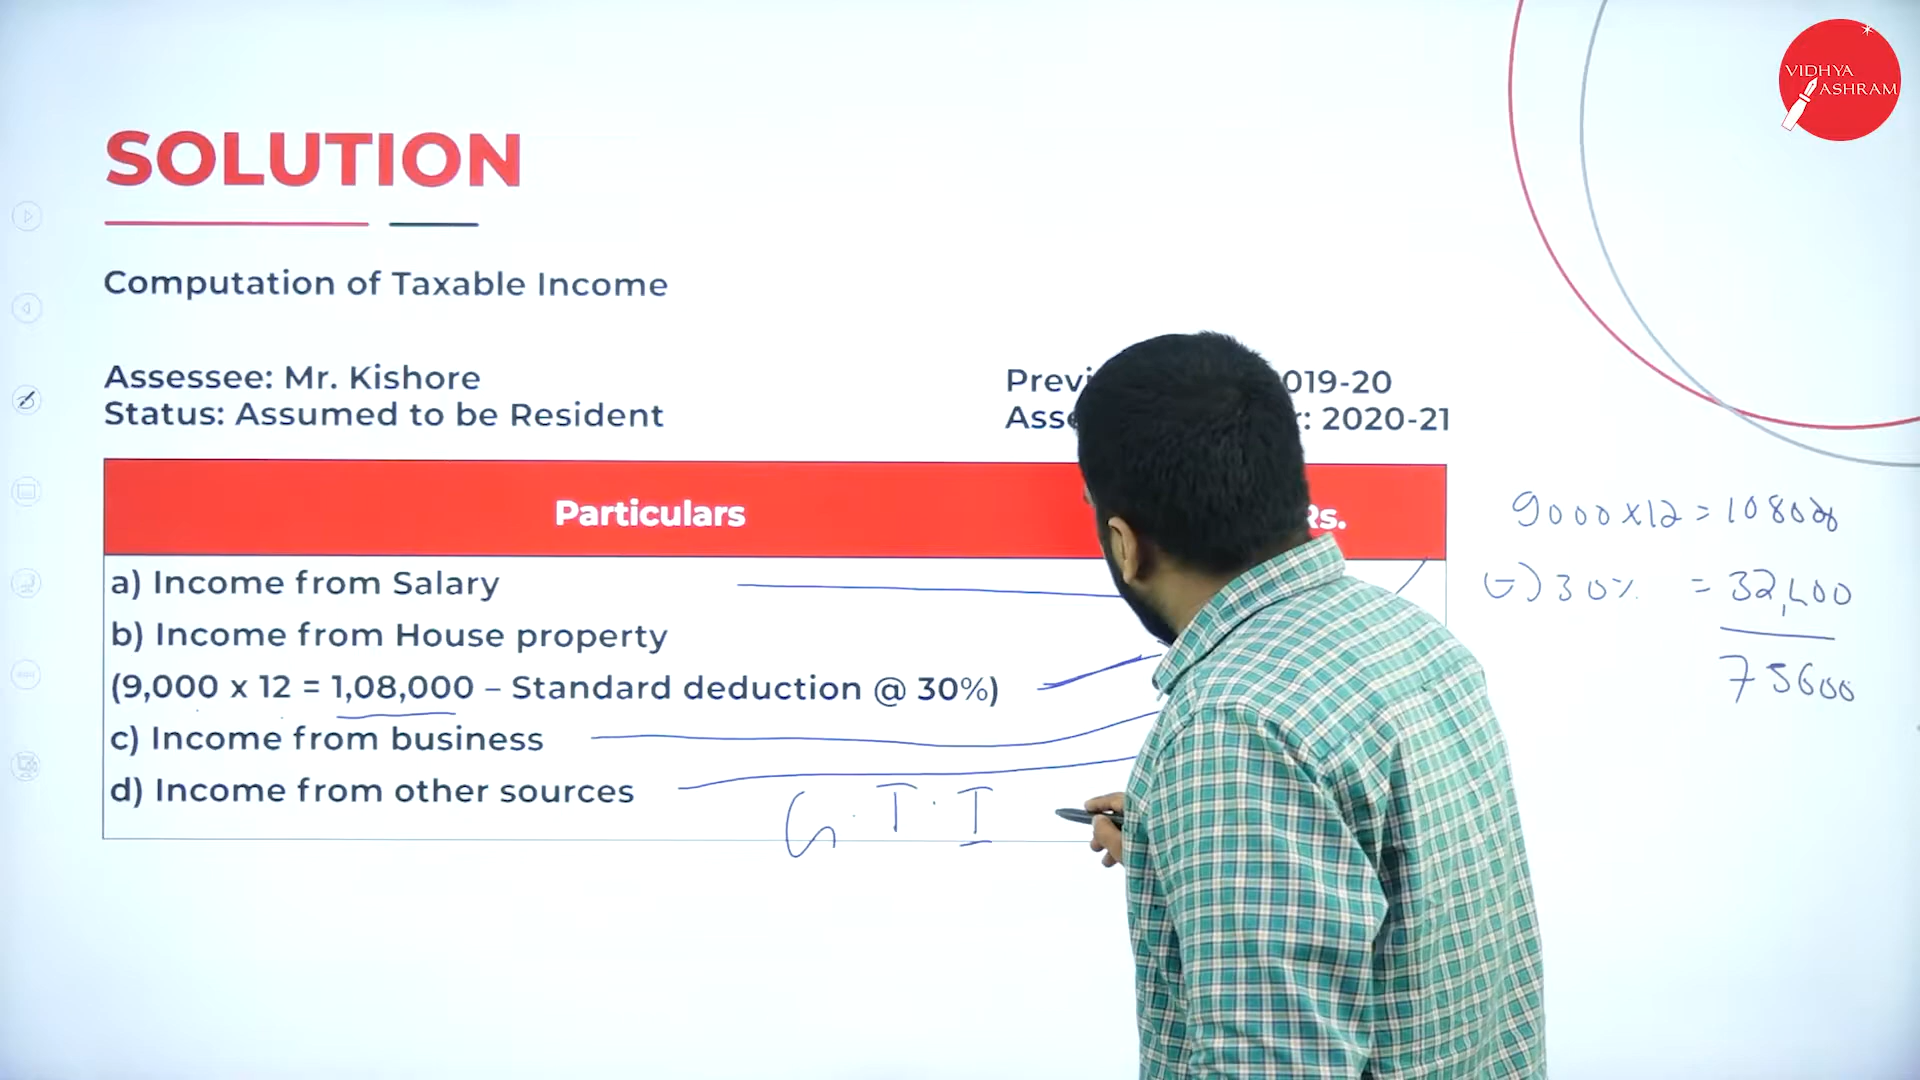 VIDHYA
ASHRAM
SOLUTION
Computation of Taxable Income
Assessee: Mr. Kishore
Status: Assumed to be Resident
019-20
: 2020-21
Particulars
Rs.
a) Income from Salary
b) Income from House property
(9,000 x 12 = 1,08,000 – Standard deduction @ 30%)
c) Income from business
d) Income from other sources
G.T.I
9000x12 = 108000
(-) 30% = 32,400
75600